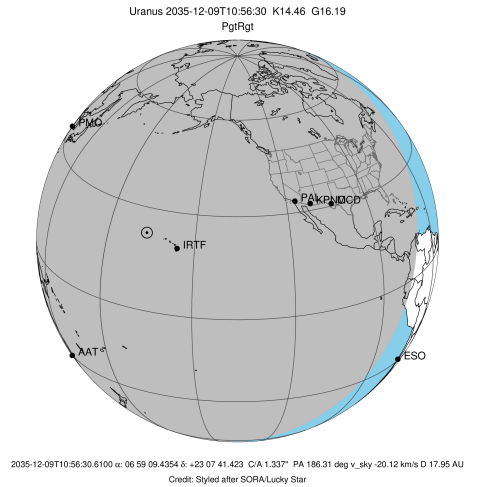 Uranus 2035-12-09T10:56:30 K14.46 G16.19
PgtRgt
PMO
PAL KPNO MCD
IRTF
AAT
ESO
2035-12-09T10:56:30.6100 α: 06 59 09.4354 δ: +23 07 41.423 C/A 1.337" PA 186.31 deg v_sky -20.12 km/s D 17.95 AU
Credit: Styled after SORA/Lucky Star